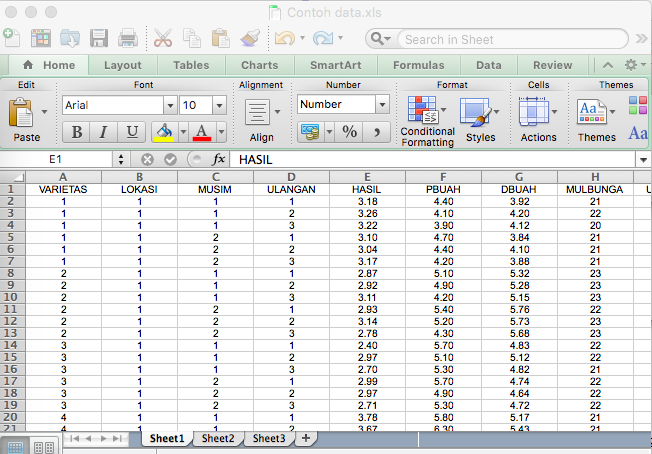 Contoh data.xls
Search in Sheet
Home Layout Tables Charts SmartArt Formulas Data Review
Edit Font Alignment Number Format Cells Themes
Paste Arial 10 B I U A Align Number % , Conditional Formatting Styles Actions Aa Themes Aa
E1 fx HASIL
A B C D E F G H
1 VARIETAS LOKASI MUSIM ULANGAN HASIL PBUAH DBUAH MULBUNGA U
2 1 1 1 1 3.18 4.40 3.92 21
3 1 1 1 2 3.26 4.10 4.20 22
4 1 1 1 3 3.22 3.90 4.12 20
5 1 1 2 1 3.10 4.70 3.84 21
6 1 1 2 2 3.04 4.40 4.10 21
7 1 1 2 3 3.17 4.20 3.88 21
8 2 1 1 1 2.87 5.10 5.32 23
9 2 1 1 2 2.92 4.90 5.28 23
10 2 1 1 3 3.11 4.20 5.15 23
11 2 1 2 1 2.93 5.40 5.76 22
12 2 1 2 2 3.14 5.20 5.73 23
13 2 1 2 3 2.78 4.30 5.68 23
14 3 1 1 1 2.40 5.70 4.83 22
15 3 1 1 2 2.97 5.10 5.12 22
16 3 1 1 3 2.70 5.30 4.82 21
17 3 1 2 1 2.99 5.70 4.74 22
18 3 1 2 2 2.97 4.90 4.64 22
19 3 1 2 3 2.71 5.30 4.72 22
20 4 1 1 1 3.78 5.80 5.17 21
21 4 1 1 2 3.67 6.30 5.43 21
Sheet1 Sheet2 Sheet3 +